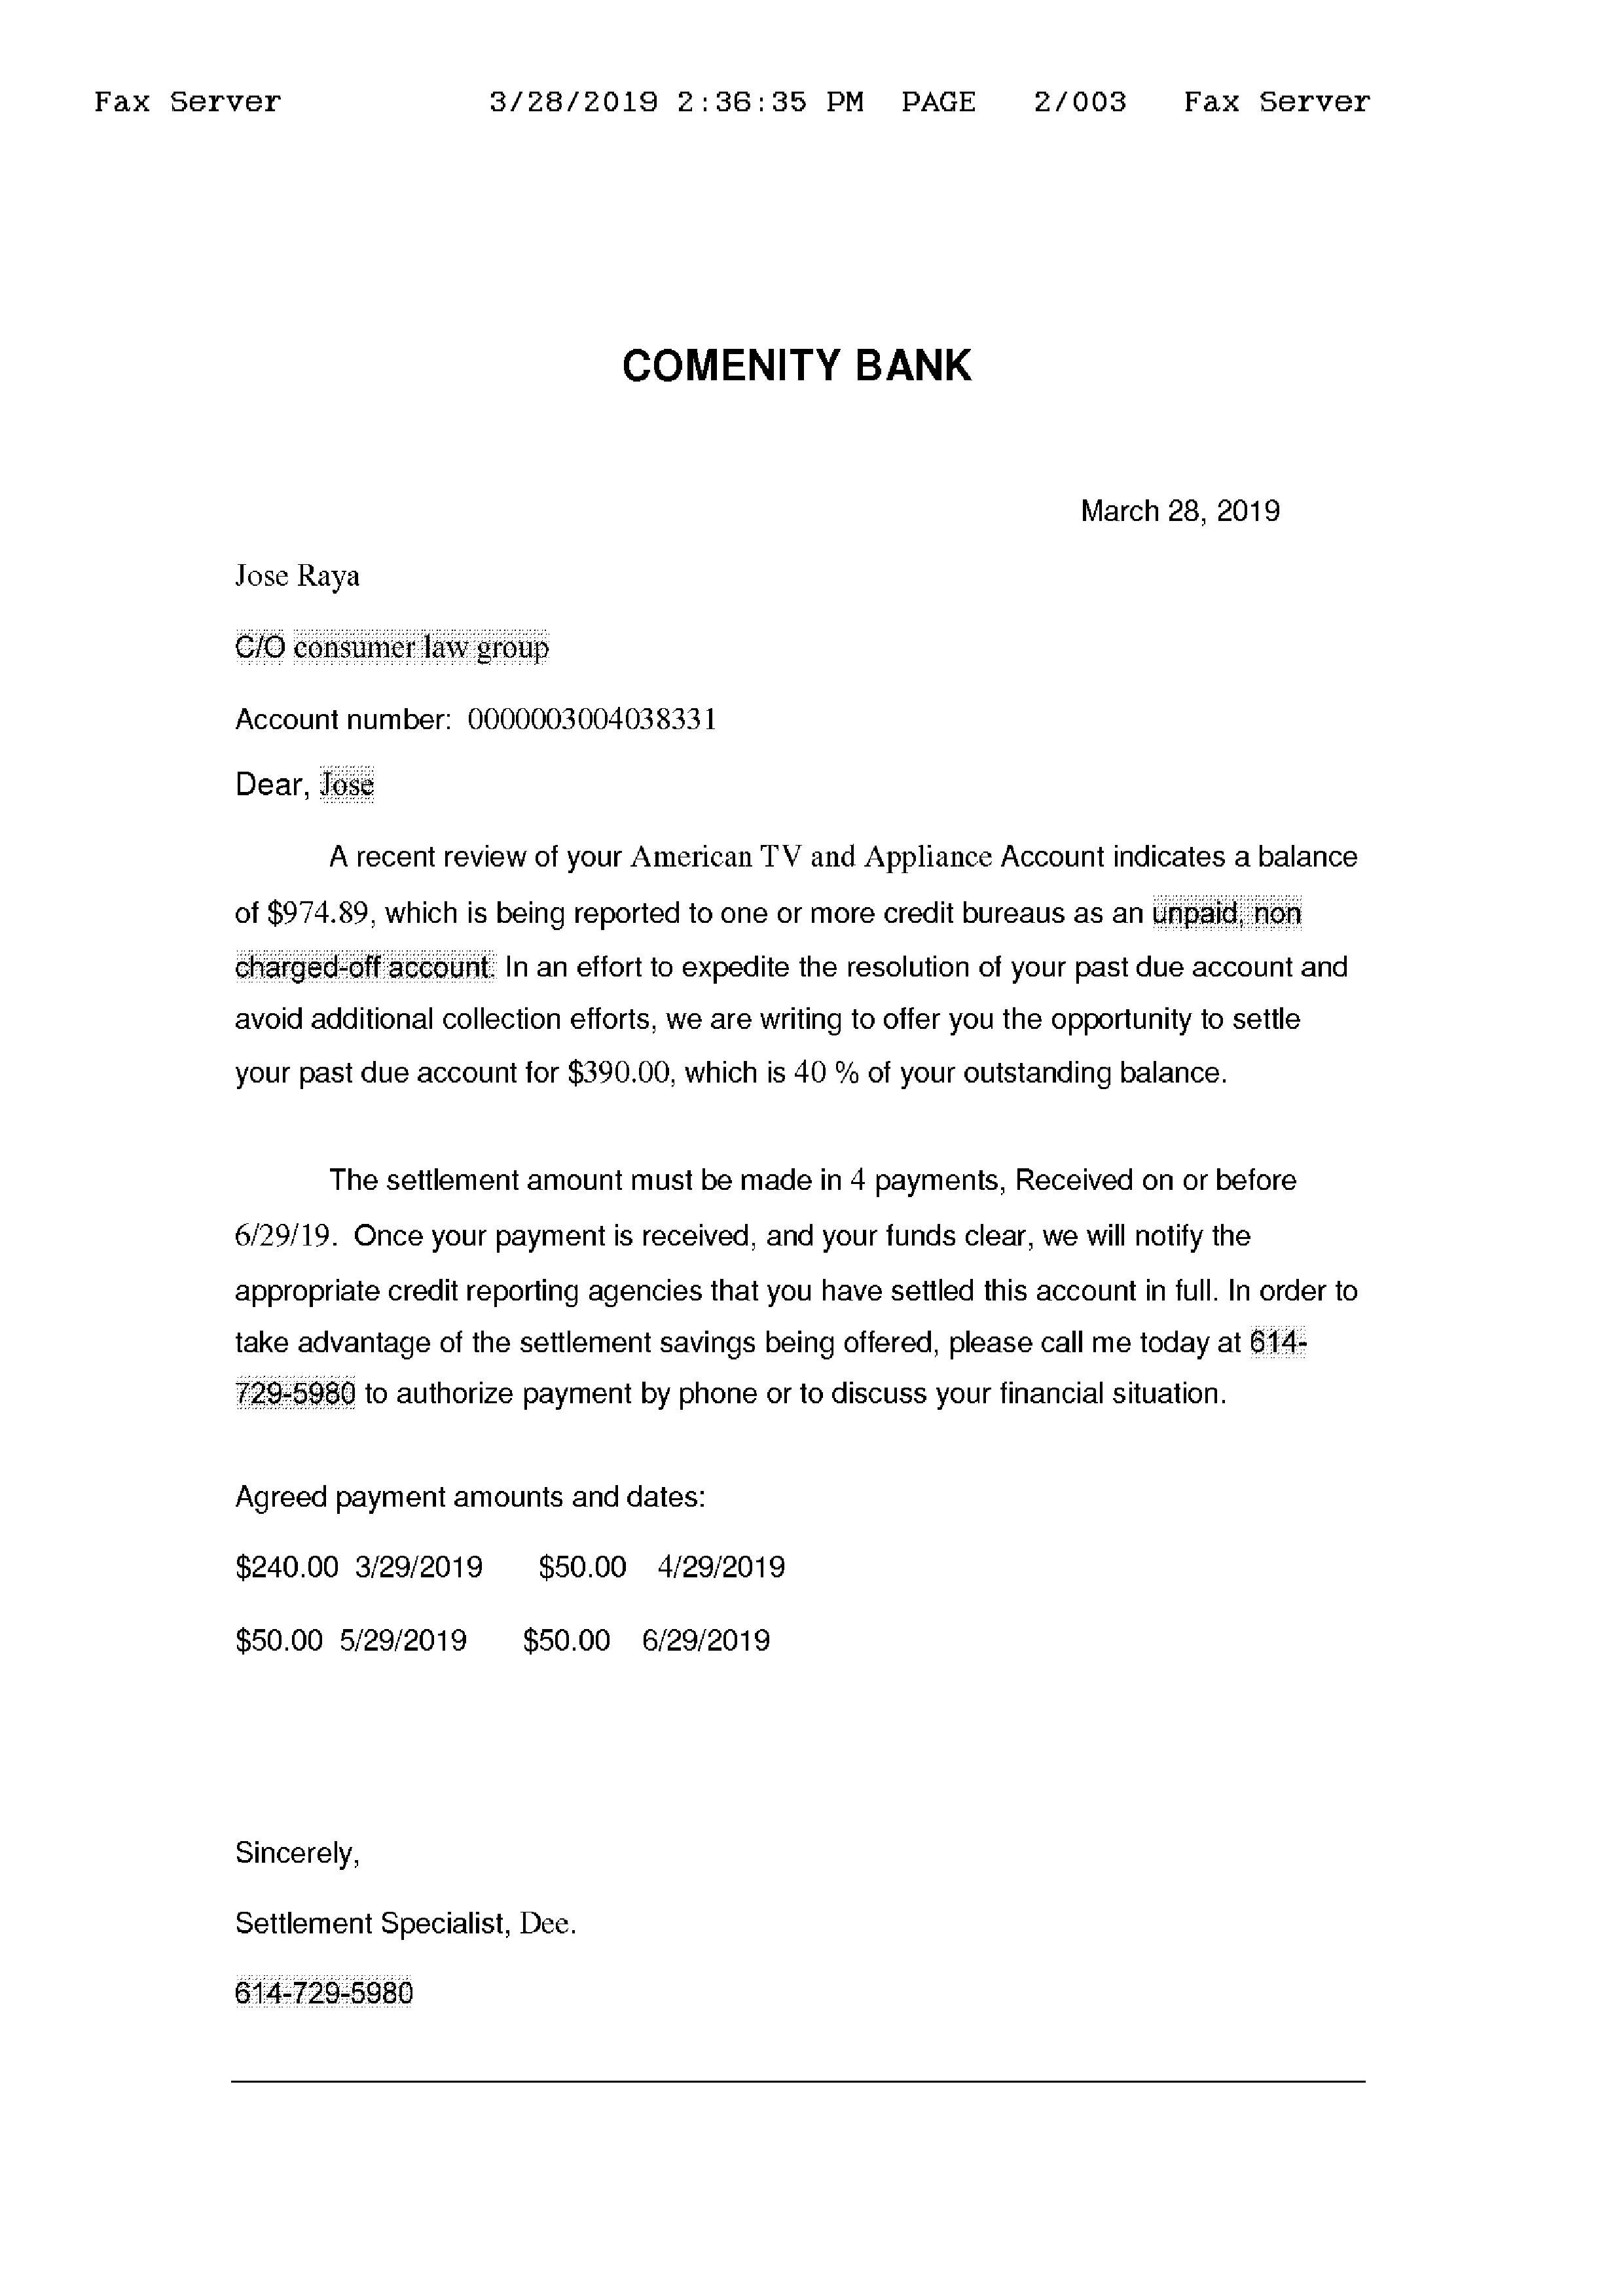 Fax Server 3/28/2019 2:36:35 PM PAGE 2/003 Fax Server
COMENITY BANK
March 28, 2019
Jose Raya
C/O consumer law group
Account number: 0000003004038331
Dear, Jose
A recent review of your American TV and Appliance Account indicates a balance
of $974.89, which is being reported to one or more credit bureaus as an unpaid, non
charged-off account. In an effort to expedite the resolution of your past due account and
avoid additional collection efforts, we are writing to offer you the opportunity to settle
your past due account for $390.00, which is 40 % of your outstanding balance.
The settlement amount must be made in 4 payments, Received on or before
6/29/19. Once your payment is received, and your funds clear, we will notify the
appropriate credit reporting agencies that you have settled this account in full. In order to
take advantage of the settlement savings being offered, please call me today at 614-
729-5980 to authorize payment by phone or to discuss your financial situation.
Agreed payment amounts and dates:
$240.00 3/29/2019 $50.00 4/29/2019
$50.00 5/29/2019 $50.00 6/29/2019
Sincerely,
Settlement Specialist, Dee.
614-729-5980